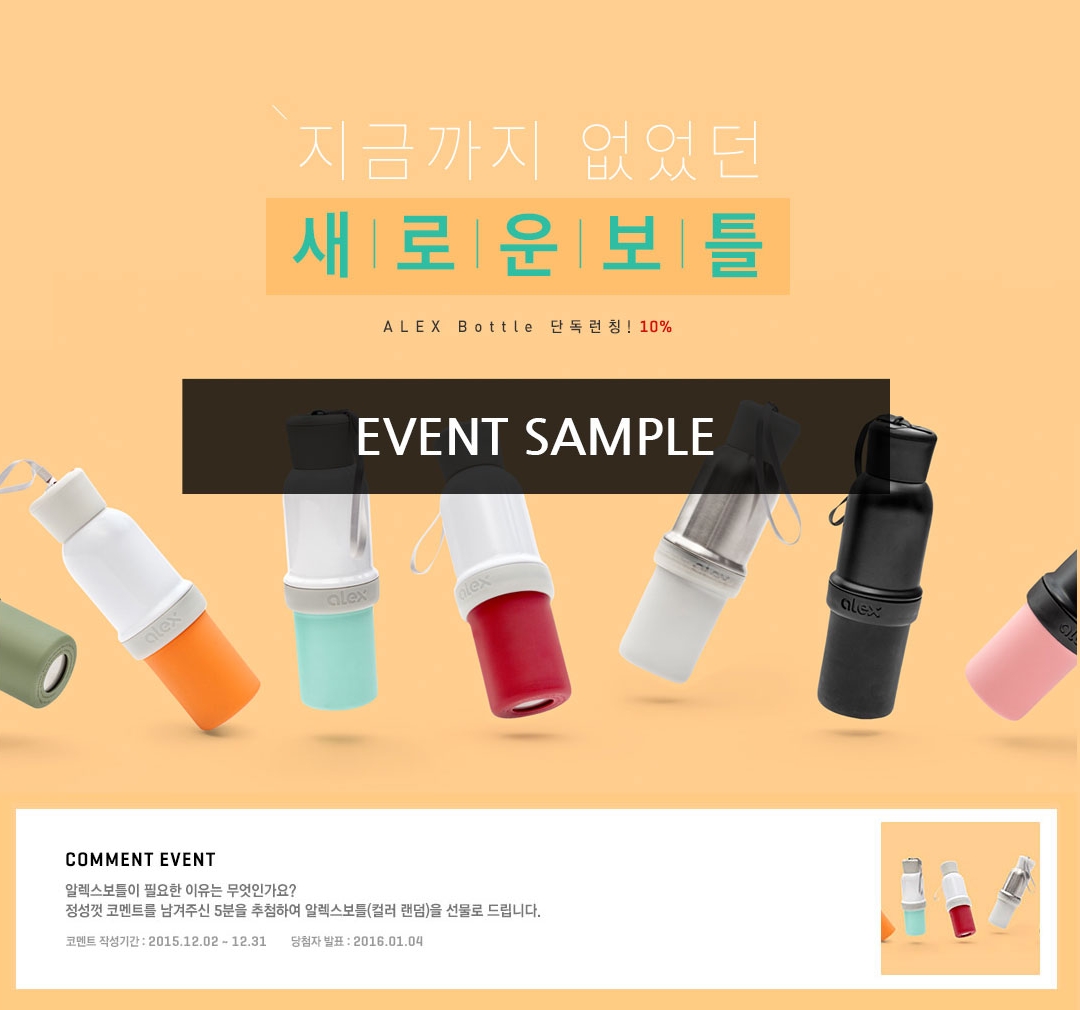 지금까지 없었던
새로운보틀
ALEX Bottle 단독런칭! 10%
EVENT SAMPLE
alex
alex
alex
alex
alex
COMMENT EVENT
알렉스보틀이 필요한 이유는 무엇인가요?
정성껏 코멘트를 남겨주신 5분을 추첨하여 알렉스보틀(컬러 랜덤)을 선물로 드립니다.
코멘트 작성기간 : 2015.12.02 - 12.31 당첨자 발표 : 2016.01.04